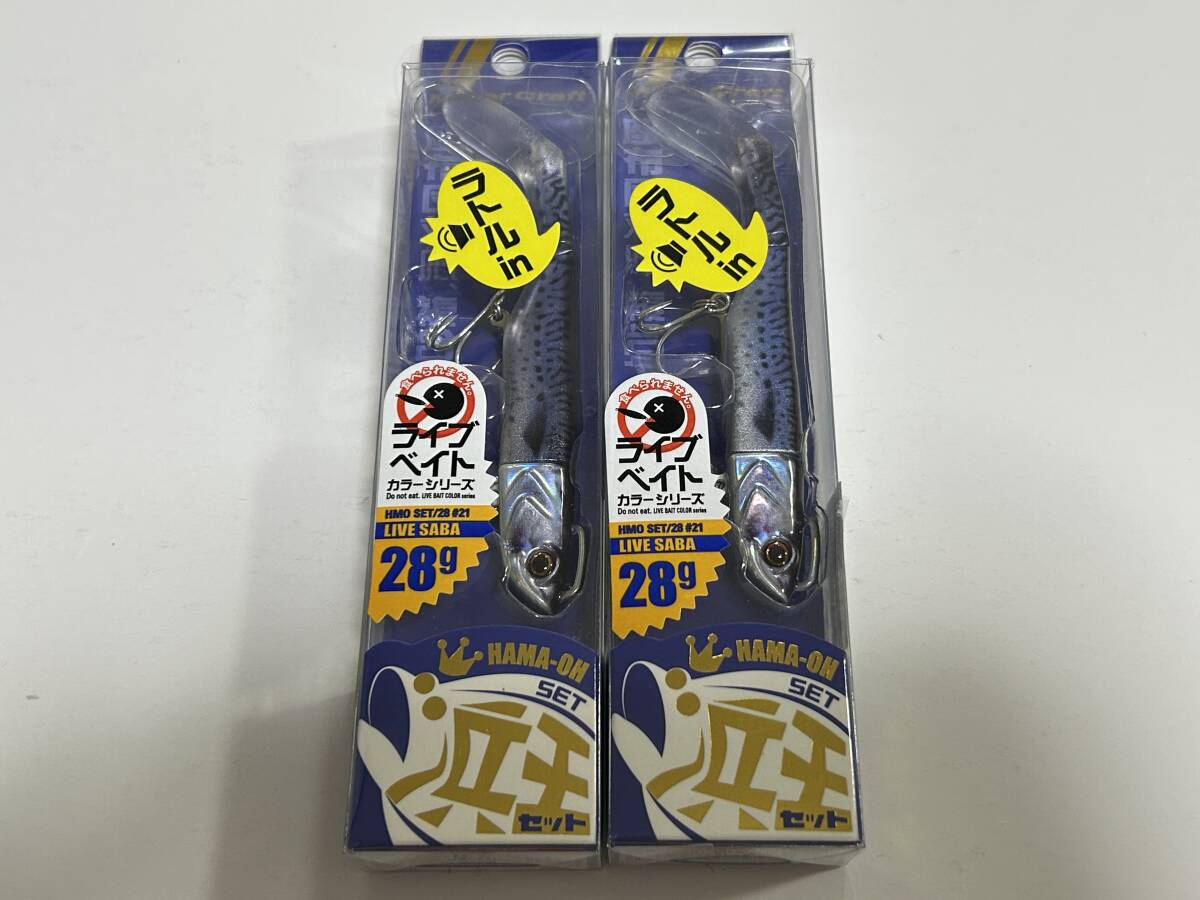 ラトル
in
食べられません。
ライブ
ベイト
カラーシリーズ
Do not eat. LIVE BAIT COLOR series
HMO SET/28 #21
LIVE SABA
28g
HAMA-OH
SET
浜王
セット
ラトル
in
食べられません。
ライブ
ベイト
カラーシリーズ
Do not eat. LIVE BAIT COLOR series
HMO SET/28 #21
LIVE SABA
28g
HAMA-OH
SET
浜王
セット